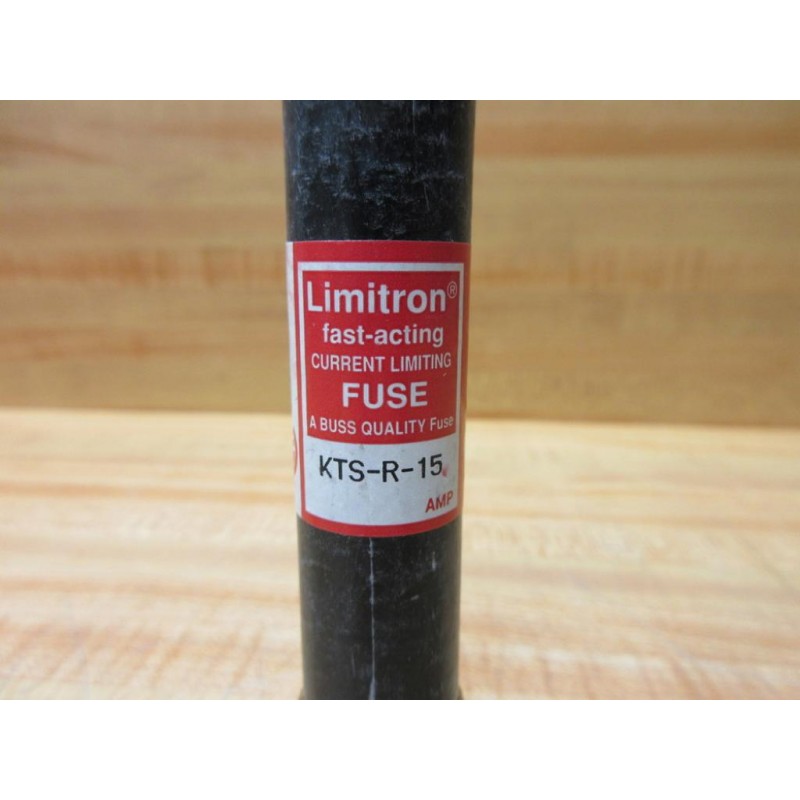 Limitron®
fast-acting
CURRENT LIMITING
FUSE
A BUSS QUALITY Fuse
KTS-R-15
AMP